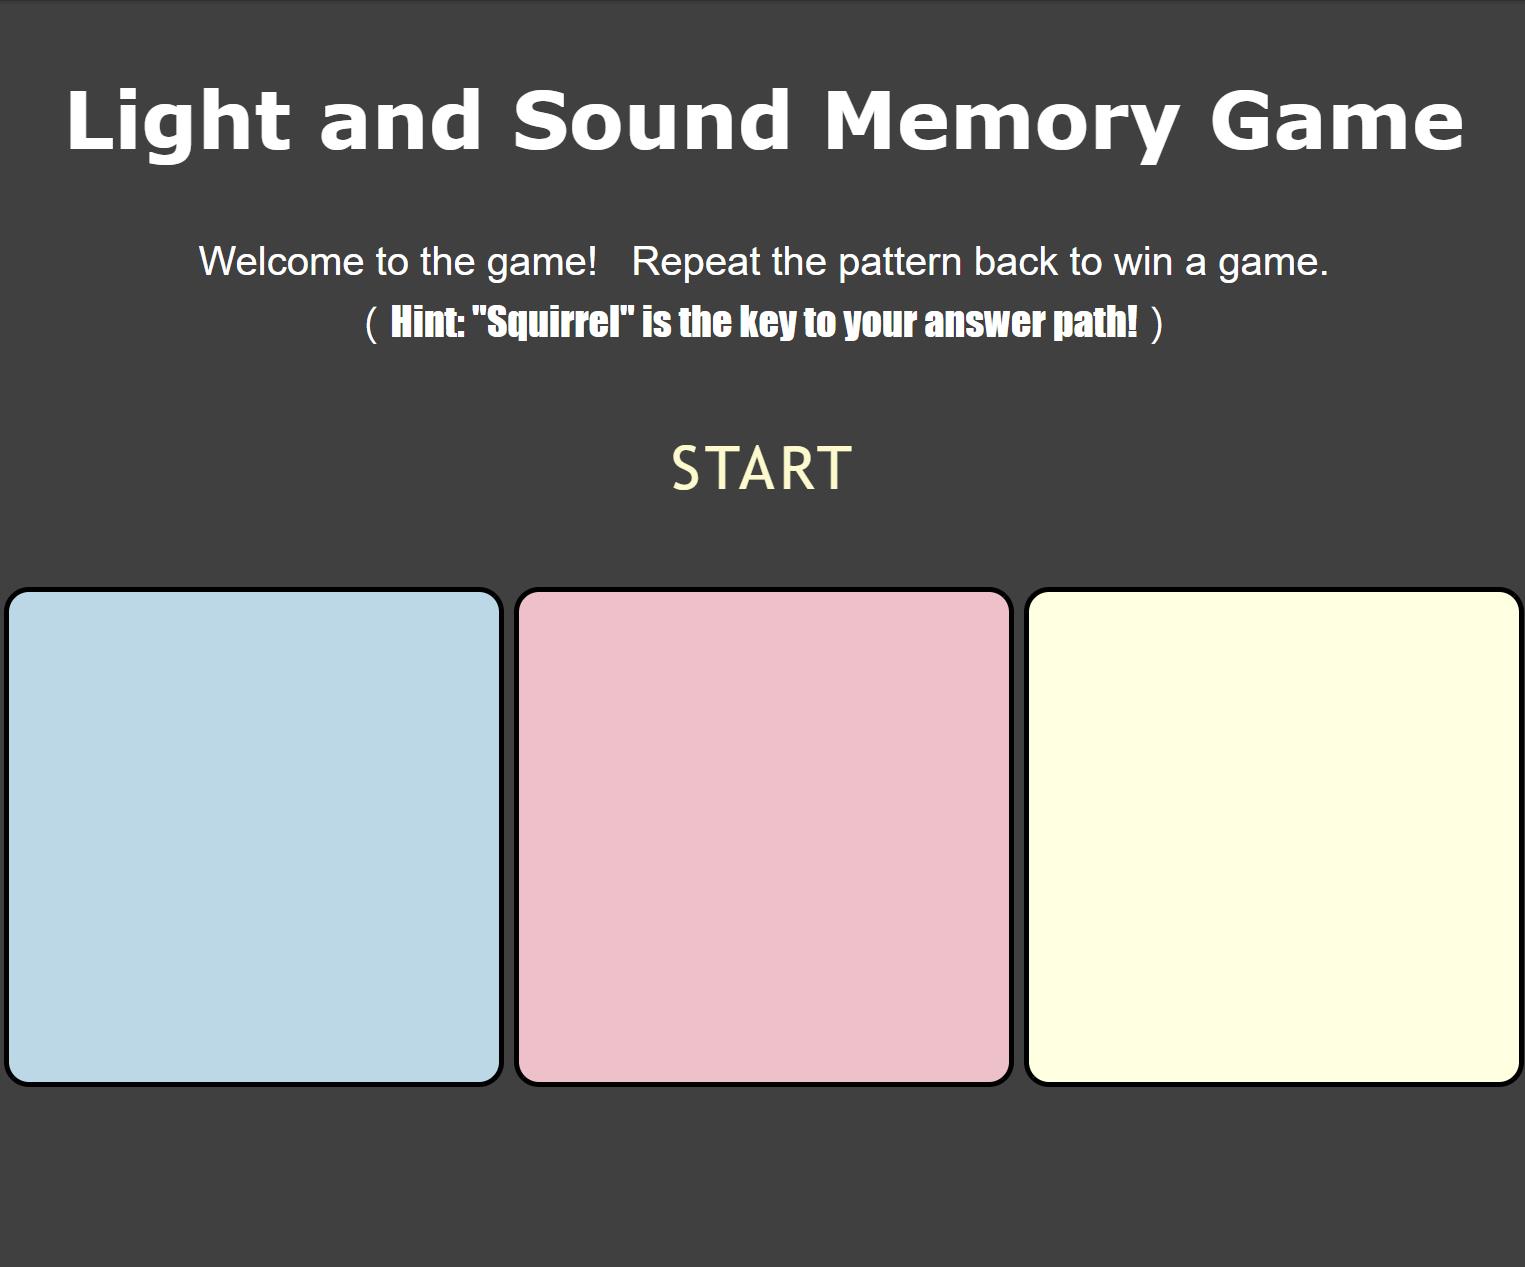 Light and Sound Memory Game
Welcome to the game!   Repeat the pattern back to win a game.
( Hint: "Squirrel" is the key to your answer path! )
START